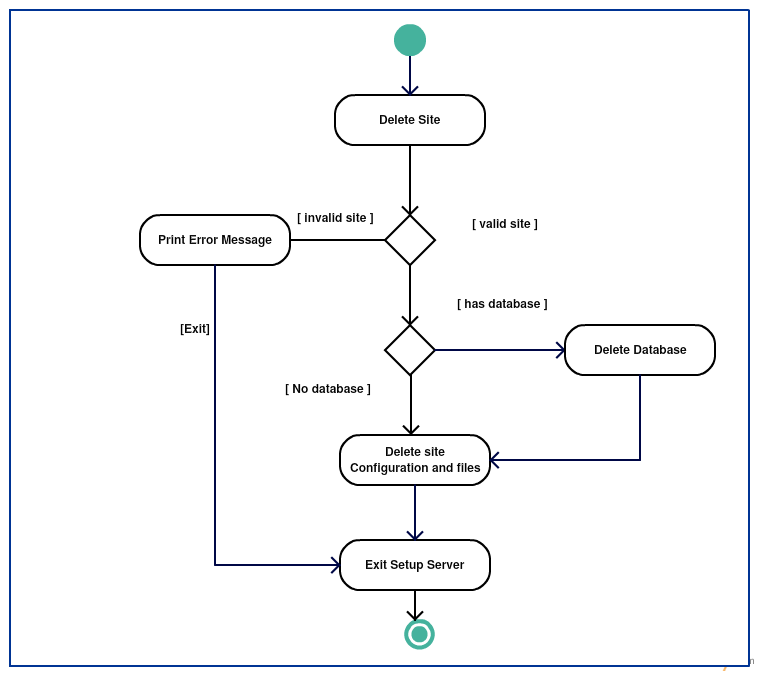 Delete Site
[ invalid site ]
[ valid site ]
Print Error Message
[ has database ]
[Exit]
Delete Database
[ No database ]
Delete site
Configuration and files
Exit Setup Server